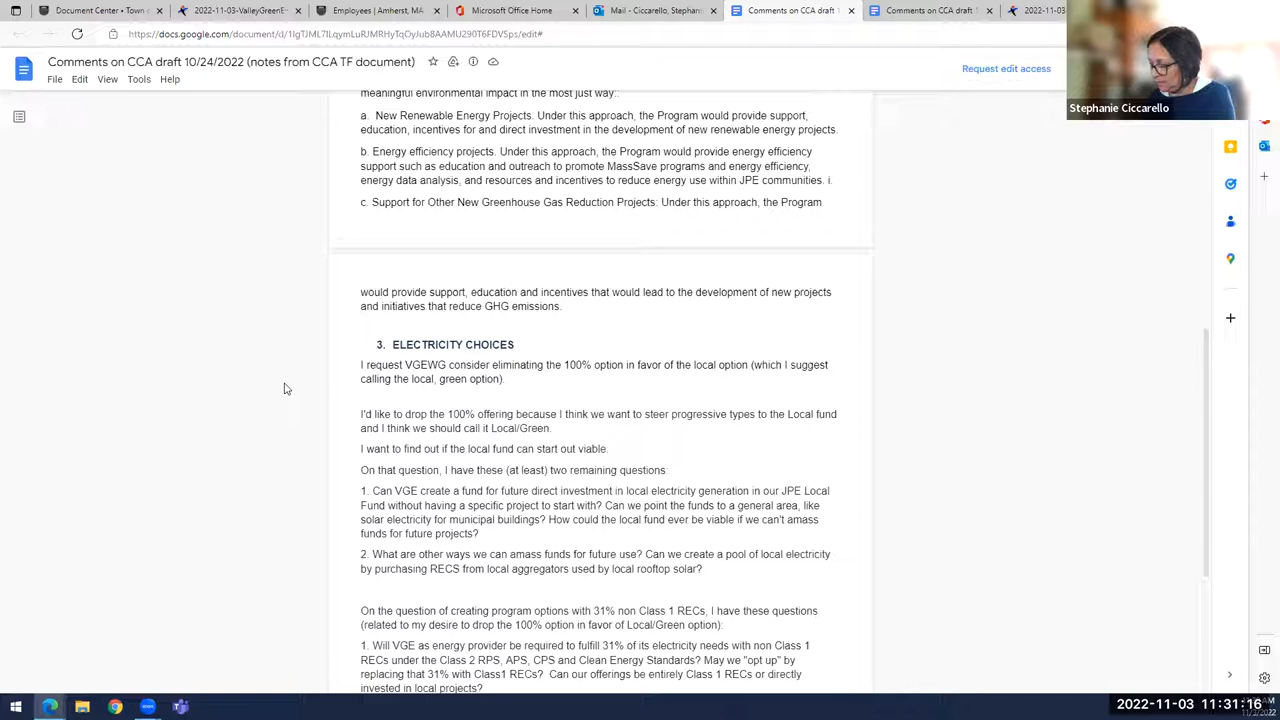 Document Center • Town o
2022-11-03-ValleyGreenE
Employees | Amherst, MA
Microsoft Office Home
Mail - Ciccarello, Stephan
Comments on CCA draft 1
Comments on CCA draft 1
2022-11-03
https://docs.google.com/document/d/1IgTJML7ILqymLuRJMRHyTqOyJub8AAMU290T6FDVSps/edit#
Comments on CCA draft 10/24/2022 (notes from CCA TF document)
File Edit View Tools Help
Request edit access
Stephanie Ciccarello
meaningful environmental impact in the most just way::
a. New Renewable Energy Projects. Under this approach, the Program would provide support,
education, incentives for and direct investment in the development of new renewable energy projects.
b. Energy efficiency projects. Under this approach, the Program would provide energy efficiency
support such as education and outreach to promote MassSave programs and energy efficiency,
energy data analysis, and resources and incentives to reduce energy use within JPE communities. i.
c. Support for Other New Greenhouse Gas Reduction Projects: Under this approach, the Program
would provide support, education and incentives that would lead to the development of new projects
and initiatives that reduce GHG emissions.
3. ELECTRICITY CHOICES
I request VGEWG consider eliminating the 100% option in favor of the local option (which I suggest
calling the local, green option).
I'd like to drop the 100% offering because I think we want to steer progressive types to the Local fund
and I think we should call it Local/Green.
I want to find out if the local fund can start out viable.
On that question, I have these (at least) two remaining questions:
1. Can VGE create a fund for future direct investment in local electricity generation in our JPE Local
Fund without having a specific project to start with? Can we point the funds to a general area, like
solar electricity for municipal buildings? How could the local fund ever be viable if we can't amass
funds for future projects?
2. What are other ways we can amass funds for future use? Can we create a pool of local electricity
by purchasing RECS from local aggregators used by local rooftop solar?
On the question of creating program options with 31% non Class 1 RECs, I have these questions
(related to my desire to drop the 100% option in favor of Local/Green option):
1. Will VGE as energy provider be required to fulfill 31% of its electricity needs with non Class 1
RECs under the Class 2 RPS, APS, CPS and Clean Energy Standards? May we "opt up" by
replacing that 31% with Class1 RECs? Can our offerings be entirely Class 1 RECs or directly
invested in local projects?
2022-11-03 11:31:16
11/3/2022